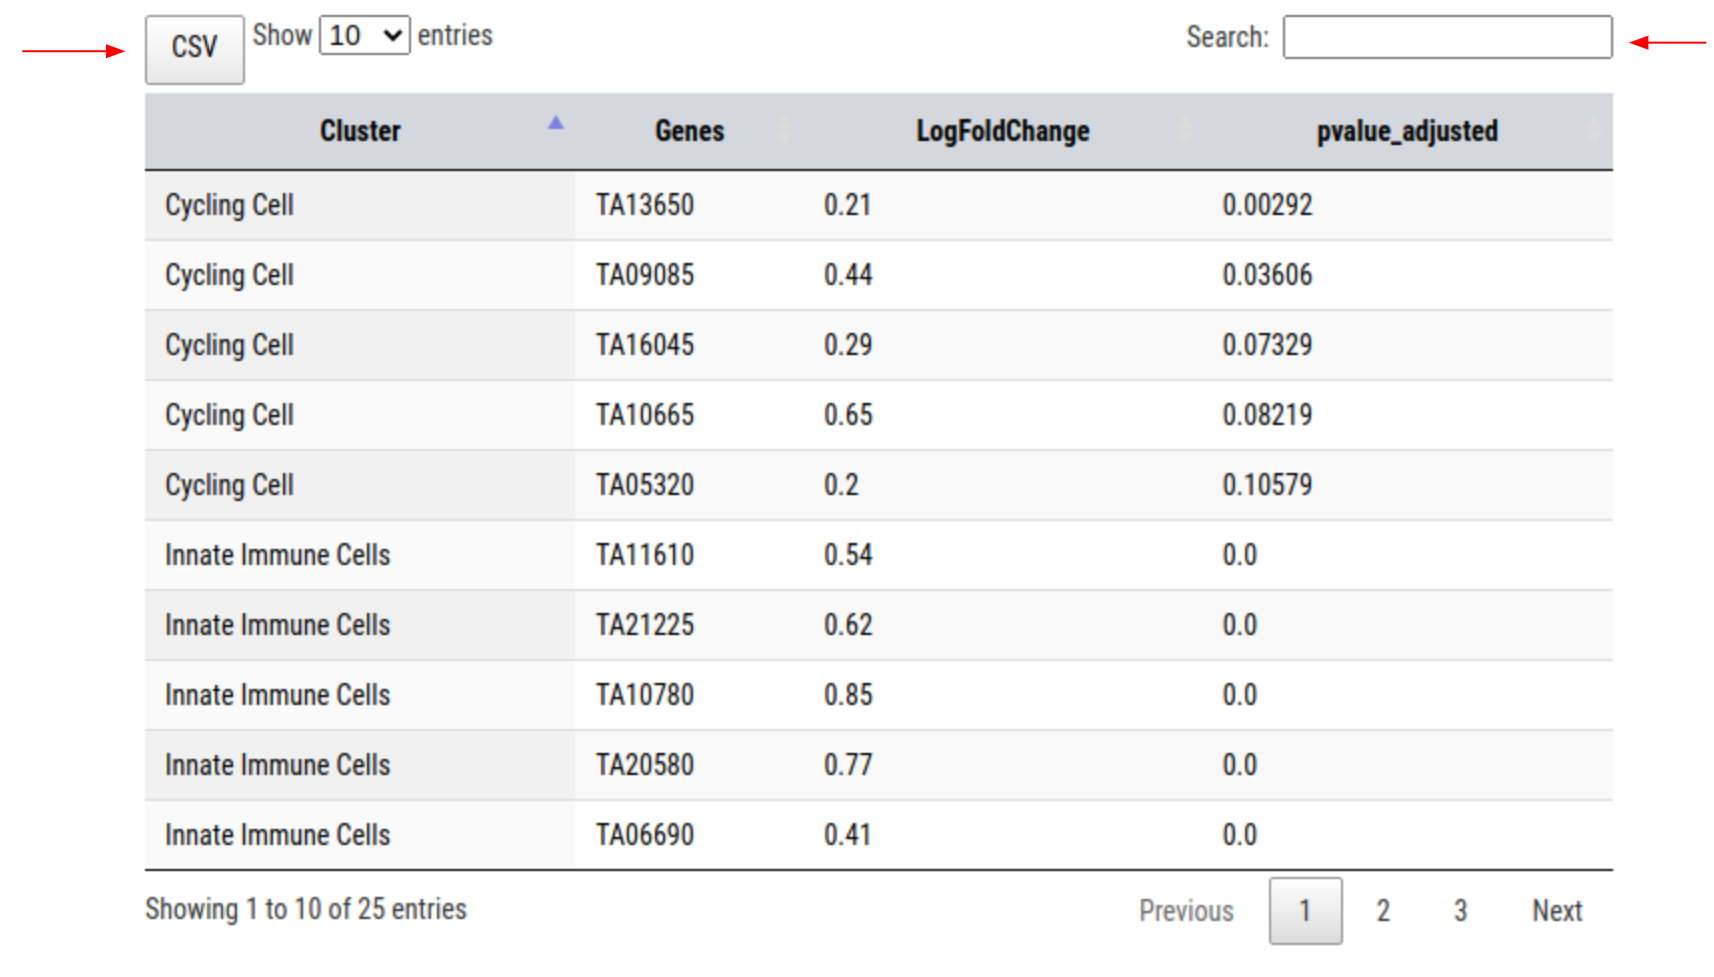 CSV Show 10 entries Search:
Cluster Genes LogFoldChange pvalue_adjusted
Cycling Cell TA13650 0.21 0.00292
Cycling Cell TA09085 0.44 0.03606
Cycling Cell TA16045 0.29 0.07329
Cycling Cell TA10665 0.65 0.08219
Cycling Cell TA05320 0.2 0.10579
Innate Immune Cells TA11610 0.54 0.0
Innate Immune Cells TA21225 0.62 0.0
Innate Immune Cells TA10780 0.85 0.0
Innate Immune Cells TA20580 0.77 0.0
Innate Immune Cells TA06690 0.41 0.0
Showing 1 to 10 of 25 entries Previous 1 2 3 Next